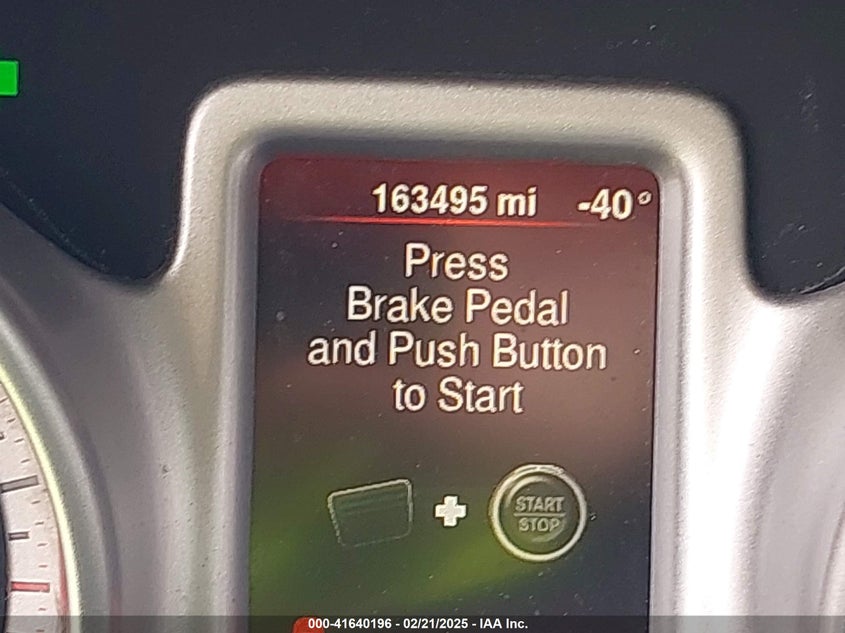 163495 mi -40°
Press
Brake Pedal
and Push Button
to Start
START
STOP
000-41640196 - 02/21/2025 - IAA Inc.